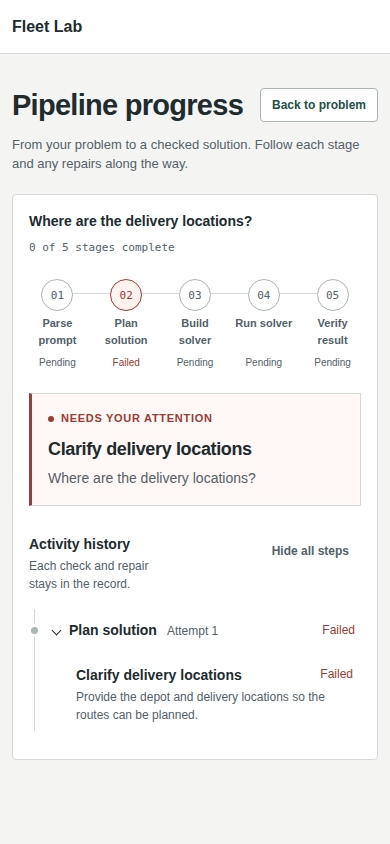 Fleet Lab
Pipeline progress
Back to problem
From your problem to a checked solution. Follow each stage
and any repairs along the way.
Where are the delivery locations?
0 of 5 stages complete
01 02 03 04 05
Parse prompt
Plan solution
Build solver
Run solver
Verify result
Pending Failed Pending Pending Pending
NEEDS YOUR ATTENTION
Clarify delivery locations
Where are the delivery locations?
Activity history
Hide all steps
Each check and repair
stays in the record.
Plan solution Attempt 1 Failed
Clarify delivery locations Failed
Provide the depot and delivery locations so the
routes can be planned.